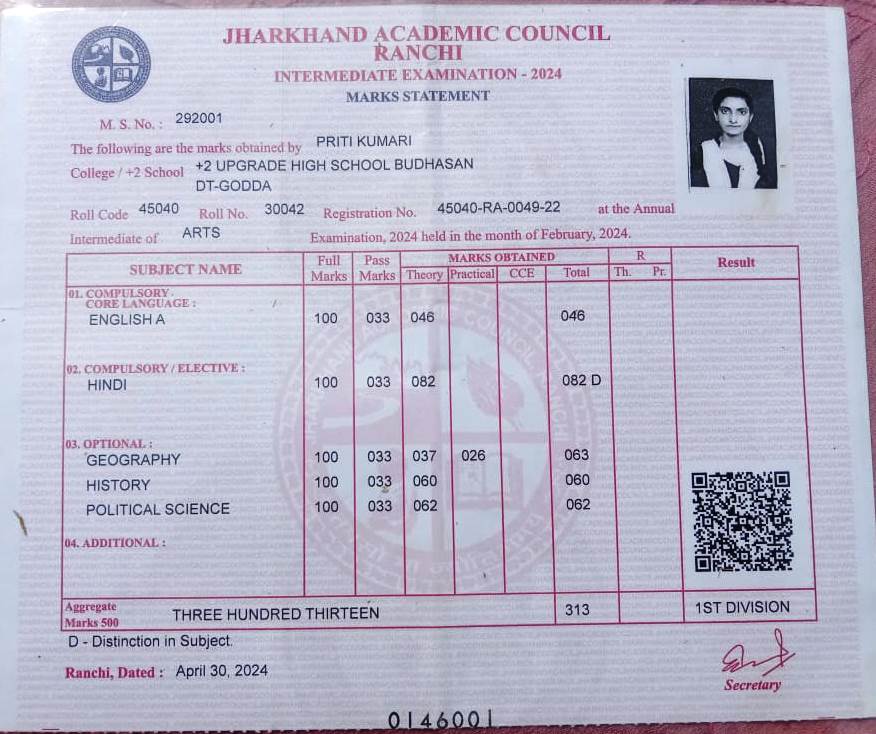 JHARKHAND ACADEMIC COUNCIL
RANCHI
INTERMEDIATE EXAMINATION - 2024
MARKS STATEMENT
M. S. No. : 292001
The following are the marks obtained by PRITI KUMARI
College / +2 School +2 UPGRADE HIGH SCHOOL BUDHASAN
DT-GODDA
Roll Code 45040 Roll No. 30042 Registration No. 45040-RA-0049-22 at the Annual
Intermediate of ARTS Examination, 2024 held in the month of February, 2024.
SUBJECT NAME Full Marks Pass Marks MARKS OBTAINED R Result
Theory Practical CCE Total Th. Pr.
01. COMPULSORY
CORE LANGUAGE :
ENGLISH A 100 033 046 046
02. COMPULSORY / ELECTIVE :
HINDI 100 033 082 082 D
03. OPTIONAL :
GEOGRAPHY 100 033 037 026 063
HISTORY 100 033 060 060
POLITICAL SCIENCE 100 033 062 062
04. ADDITIONAL :
Aggregate
Marks 500 THREE HUNDRED THIRTEEN 313 1ST DIVISION
D - Distinction in Subject.
Ranchi, Dated : April 30, 2024
Secretary
0146001